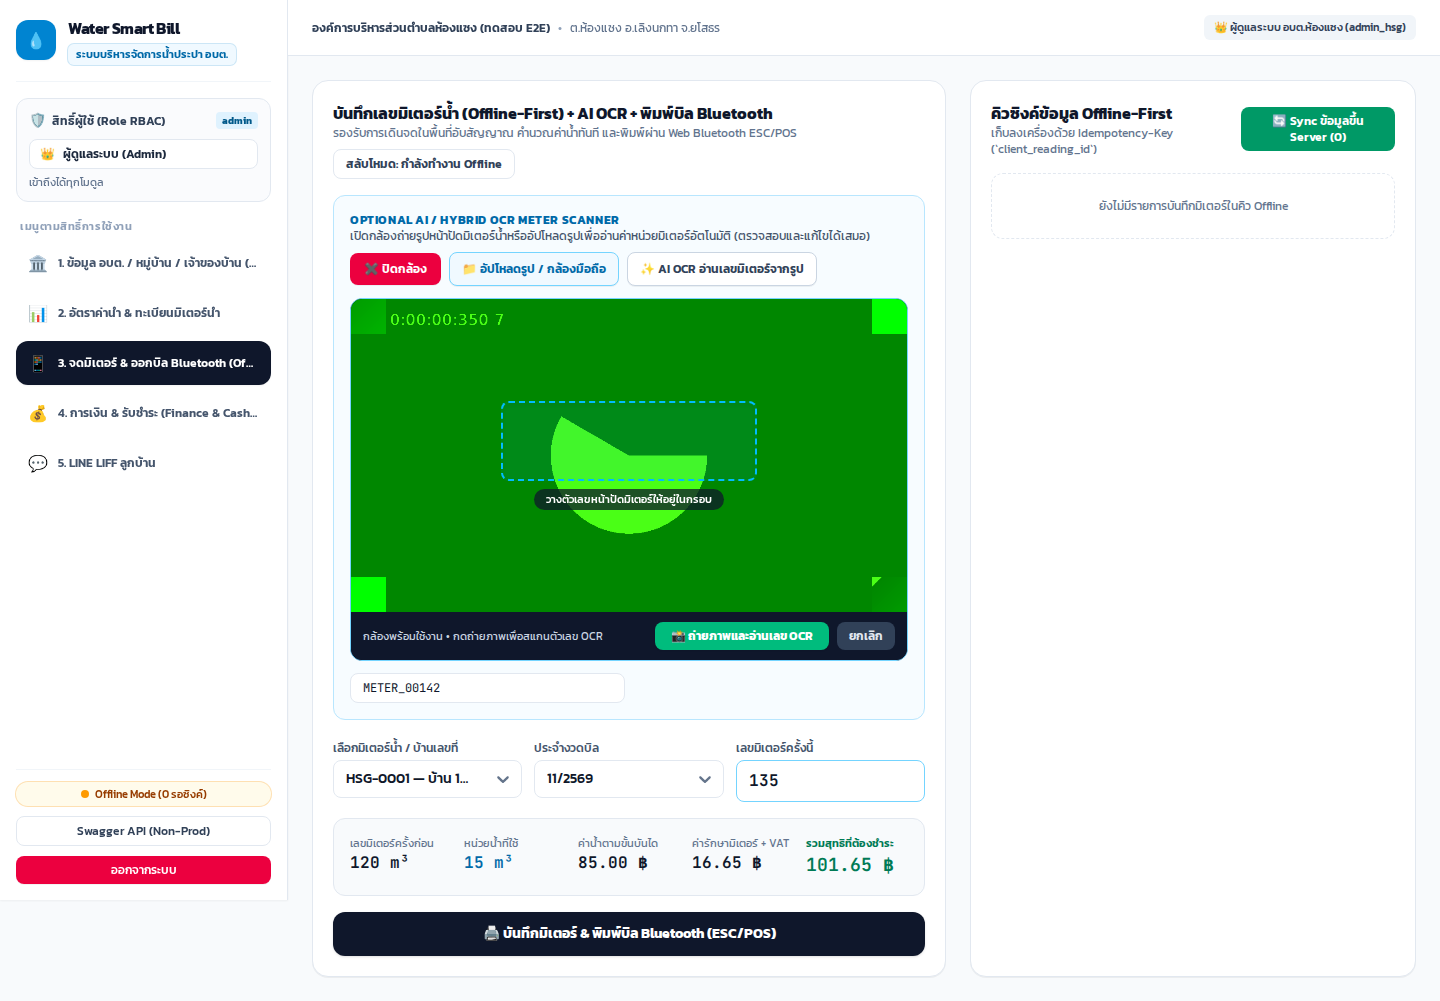 Water Smart Bill
ระบบบริหารจัดการน้ำประปา อบต.
สิทธิ์ผู้ใช้ (Role RBAC)
admin
👑 ผู้ดูแลระบบ (Admin)
เข้าถึงได้ทุกโมดูล
เมนูตามสิทธิ์การใช้งาน
1. ข้อมูล อบต. / หมู่บ้าน / เจ้าของบ้าน (...
2. อัตราค่าน้ำ & ทะเบียนมิเตอร์น้ำ
3. จดมิเตอร์ & ออกบิล Bluetooth (Of...
4. การเงิน & รับชำระ (Finance & Cash...
5. LINE LIFF ลูกบ้าน
Offline Mode (0 รอซิงค์)
Swagger API (Non-Prod)
ออกจากระบบ
องค์การบริหารส่วนตำบลห้องแซง (ทดสอบ E2E) • ต.ห้องแซง อ.เลิงนกทา จ.ยโสธร
👑 ผู้ดูแลระบบ อบต.ห้องแซง (admin_hsg)
บันทึกเลขมิเตอร์น้ำ (Offline-First) + AI OCR + พิมพ์บิล Bluetooth
รองรับการเดินจดในพื้นที่อับสัญญาณ คำนวณค่าน้ำทันที และพิมพ์ผ่าน Web Bluetooth ESC/POS
สลับโหมด: กำลังทำงาน Offline
OPTIONAL AI / HYBRID OCR METER SCANNER
เปิดกล้องถ่ายรูปหน้าปัดมิเตอร์น้ำหรืออัปโหลดรูปเพื่ออ่านค่าหน่วยมิเตอร์อัตโนมัติ (ตรวจสอบและแก้ไขได้เสมอ)
✖️ ปิดกล้อง
📁 อัปโหลดรูป / กล้องมือถือ
✨ AI OCR อ่านเลขมิเตอร์จากรูป
0:00:00:350 7
วางตัวเลขหน้าปัดมิเตอร์ให้อยู่ในกรอบ
กล้องพร้อมใช้งาน • กดถ่ายภาพเพื่อสแกนตัวเลข OCR
📸 ถ่ายภาพและอ่านเลข OCR
ยกเลิก
METER_00142
เลือกมิเตอร์น้ำ / บ้านเลขที่
ประจำงวดบิล
เลขมิเตอร์ครั้งนี้
HSG-0001 — บ้าน 1...
11/2569
135
เลขมิเตอร์ครั้งก่อน
หน่วยน้ำที่ใช้
ค่าน้ำตามขั้นบันได
ค่ารักษามิเตอร์ + VAT
รวมสุทธิที่ต้องชำระ
120 m³
15 m³
85.00 ฿
16.65 ฿
101.65 ฿
🖨️ บันทึกมิเตอร์ & พิมพ์บิล Bluetooth (ESC/POS)
คิวซิงค์ข้อมูล Offline-First
เก็บลงเครื่องด้วย Idempotency-Key
(`client_reading_id`)
🔄 Sync ข้อมูลขึ้น
Server (0)
ยังไม่มีรายการบันทึกมิเตอร์ในคิว Offline